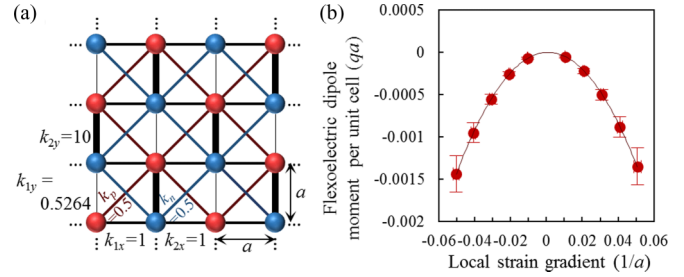 (a)
k2y=10
k1y=
0.5264
kp=0.5
kn=0.5
a
k1x=1 k2x=1
a
(b)
Flexoelectric dipole
moment per unit cell (qa)
0.0005
0
-0.0005
-0.001
-0.0015
-0.002
-0.06 -0.04 -0.02 0 0.02 0.04 0.06
Local strain gradient (1/a)